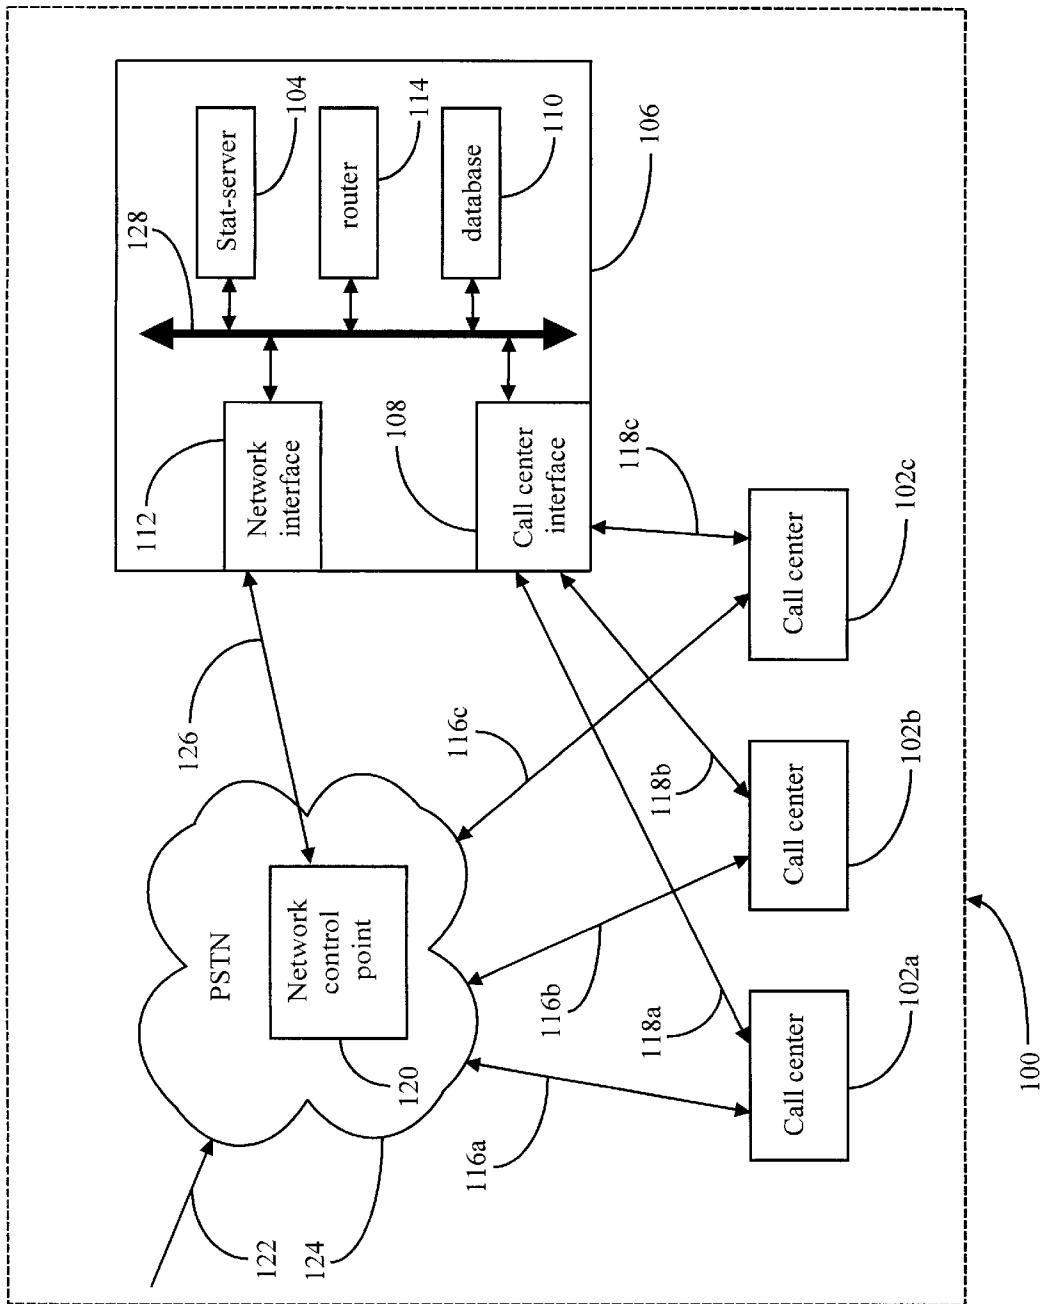 122
124
PSTN
Network
control
point
120
126
112
Network
interface
108
Call center
interface
128
Stat-server
104
router
114
database
110
106
116a
116b
116c
118a
118b
118c
Call center
102a
Call center
102b
Call center
102c
100